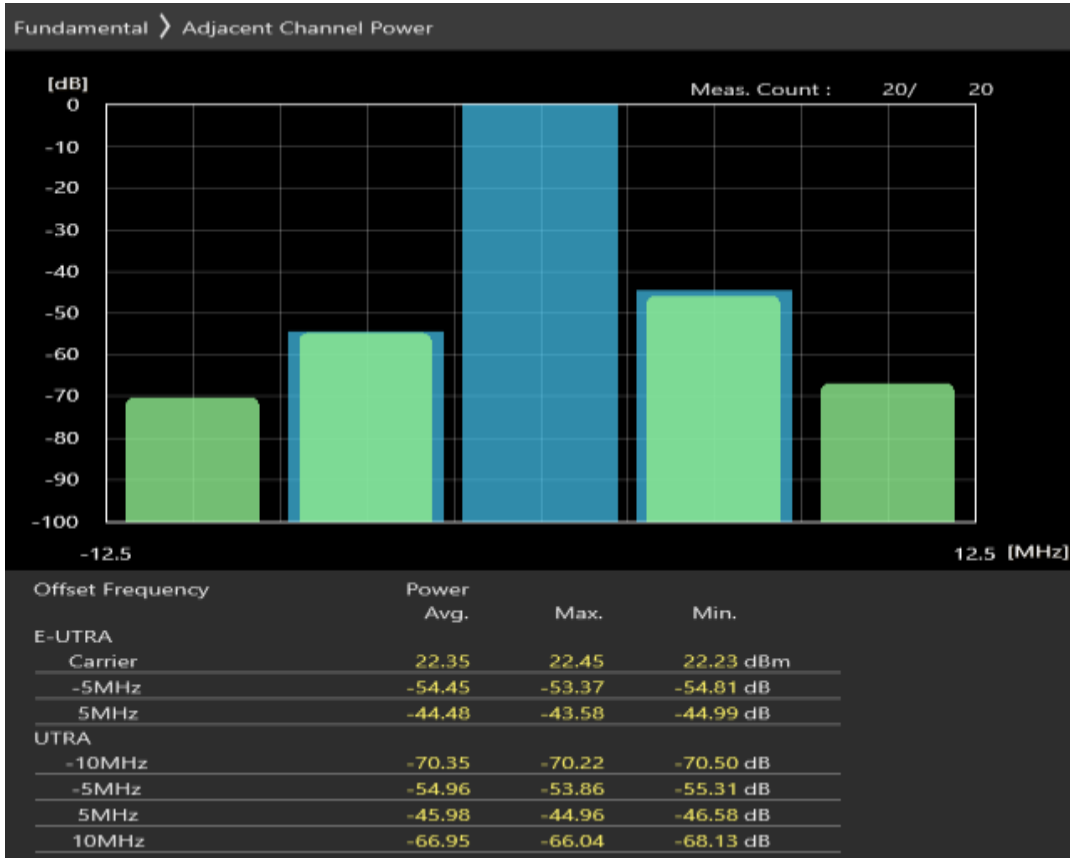 Fundamental 》 Adjacent Channel Power
[dB]
Meas. Count : 20/ 20
0
-10
-20
-30
-40
-50
-60
-70
-80
-90
-100
-12.5 12.5 [MHz]
Offset Frequency Power
Avg. Max. Min.
E-UTRA
Carrier 22.35 22.45 22.23 dBm
-5MHz -54.45 -53.37 -54.81 dB
5MHz -44.48 -43.58 -44.99 dB
UTRA
-10MHz -70.35 -70.22 -70.50 dB
-5MHz -54.96 -53.86 -55.31 dB
5MHz -45.98 -44.96 -46.58 dB
10MHz -66.95 -66.04 -68.13 dB